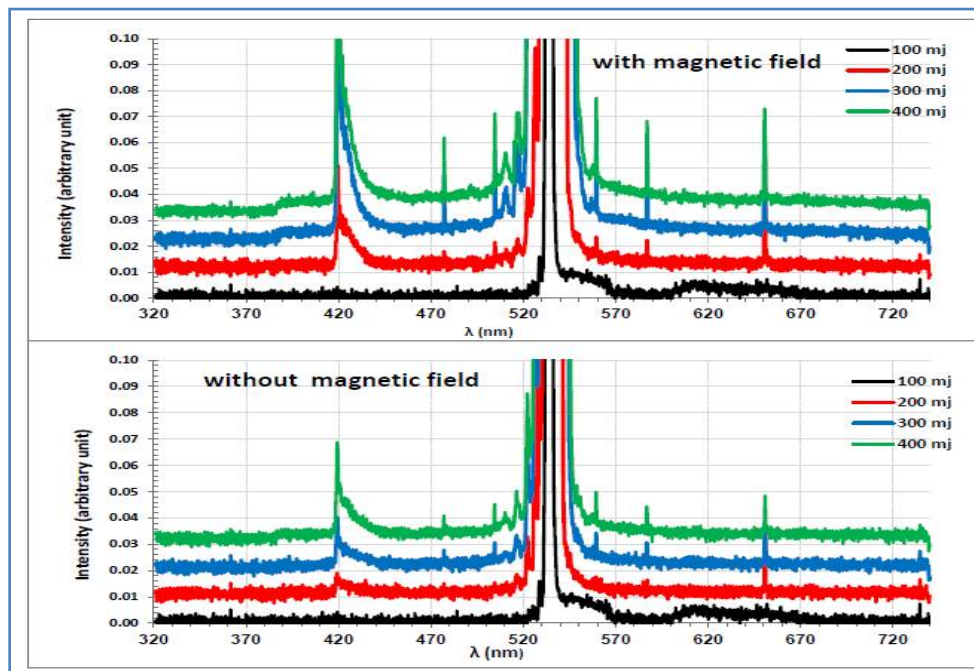 with magnetic field
100 mj
200 mj
300 mj
400 mj
Intensity (arbitrary unit)
0.10
0.09
0.08
0.07
0.06
0.05
0.04
0.03
0.02
0.01
0.00
320 370 420 470 520 570 620 670 720
λ (nm)
without magnetic field
100 mj
200 mj
300 mj
400 mj
Intensity (arbitrary unit)
0.10
0.09
0.08
0.07
0.06
0.05
0.04
0.03
0.02
0.01
0.00
320 370 420 470 520 570 620 670 720
λ (nm)